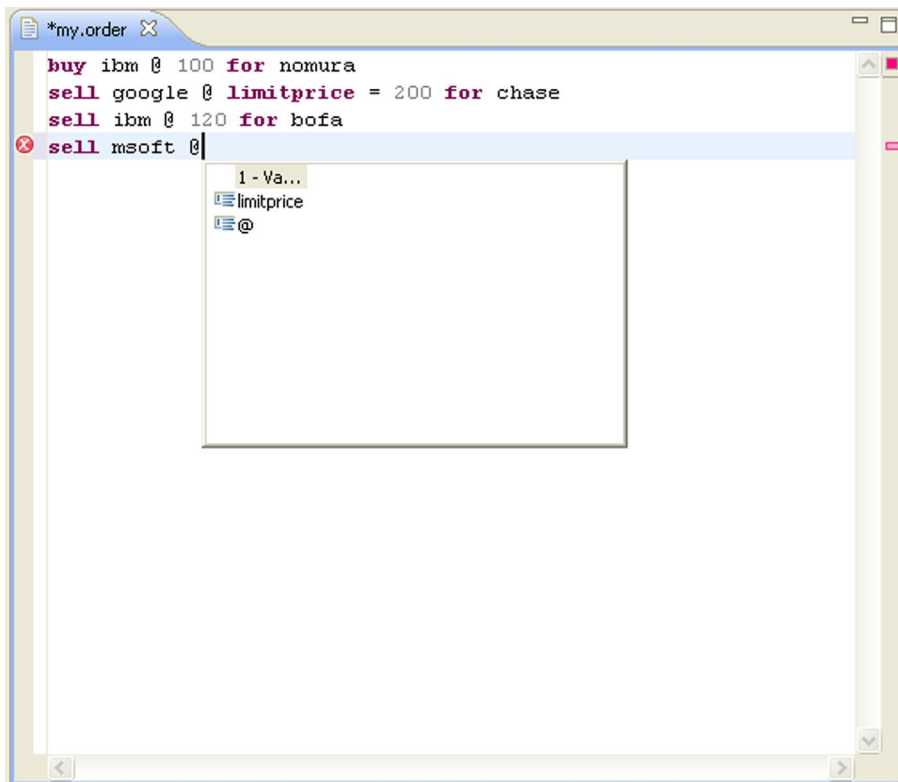 *my.order
buy ibm @ 100 for nomura
sell google @ limitprice = 200 for chase
sell ibm @ 120 for bofa
sell msoft @
1 - Va...
limitprice
@